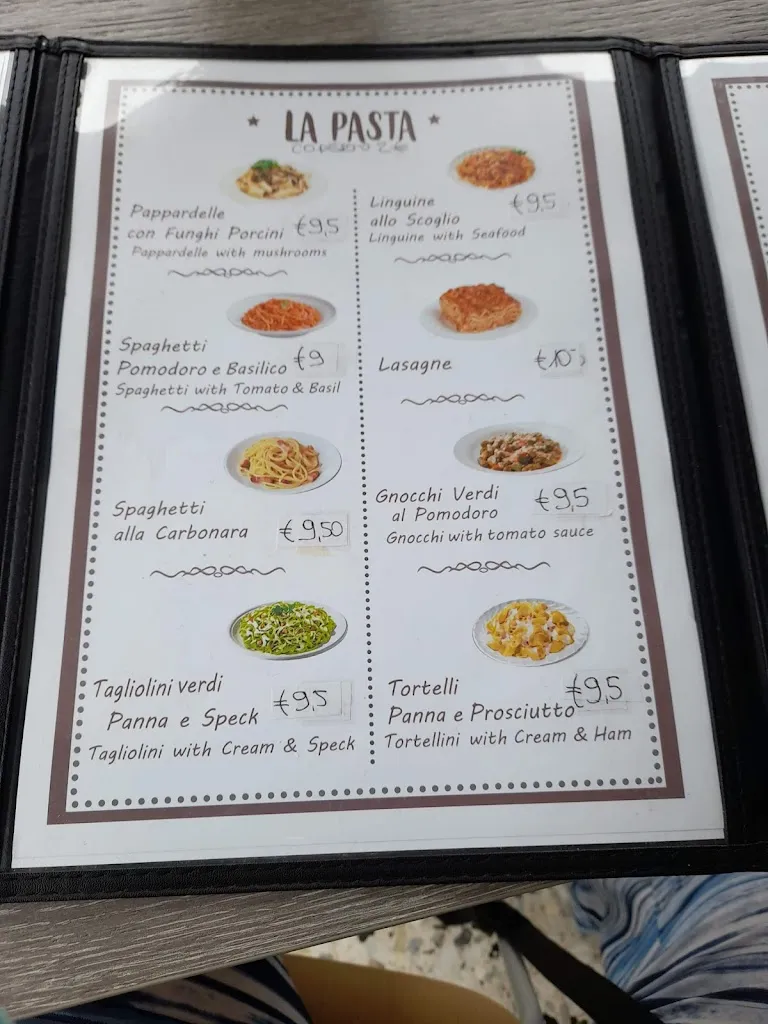 LA PASTA
COPERTO 2€
Pappardelle
con Funghi Porcini €9,5
Pappardelle with mushrooms
Spaghetti
Pomodoro e Basilico €9
Spaghetti with Tomato & Basil
Spaghetti
alla Carbonara €9,50
Tagliolini verdi
Panna e Speck €9,5
Tagliolini with Cream & Speck
Linguine
allo Scoglio €9,5
Linguine with Seafood
Lasagne €10-
Gnocchi Verdi
al Pomodoro €9,5
Gnocchi with tomato sauce
Tortelli
Panna e Prosciutto €9,5
Tortellini with Cream & Ham